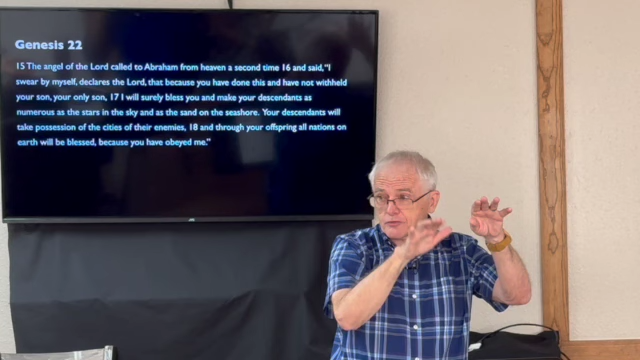 Genesis 22
15 The angel of the Lord called to Abraham from heaven a second time 16 and said, "I
swear by myself, declares the Lord, that because you have done this and have not withheld
your son, your only son, 17 I will surely bless you and make your descendants as
numerous as the stars in the sky and as the sand on the seashore. Your descendants will
take possession of the cities of their enemies, 18 and through your offspring all nations on
earth will be blessed, because you have obeyed me."